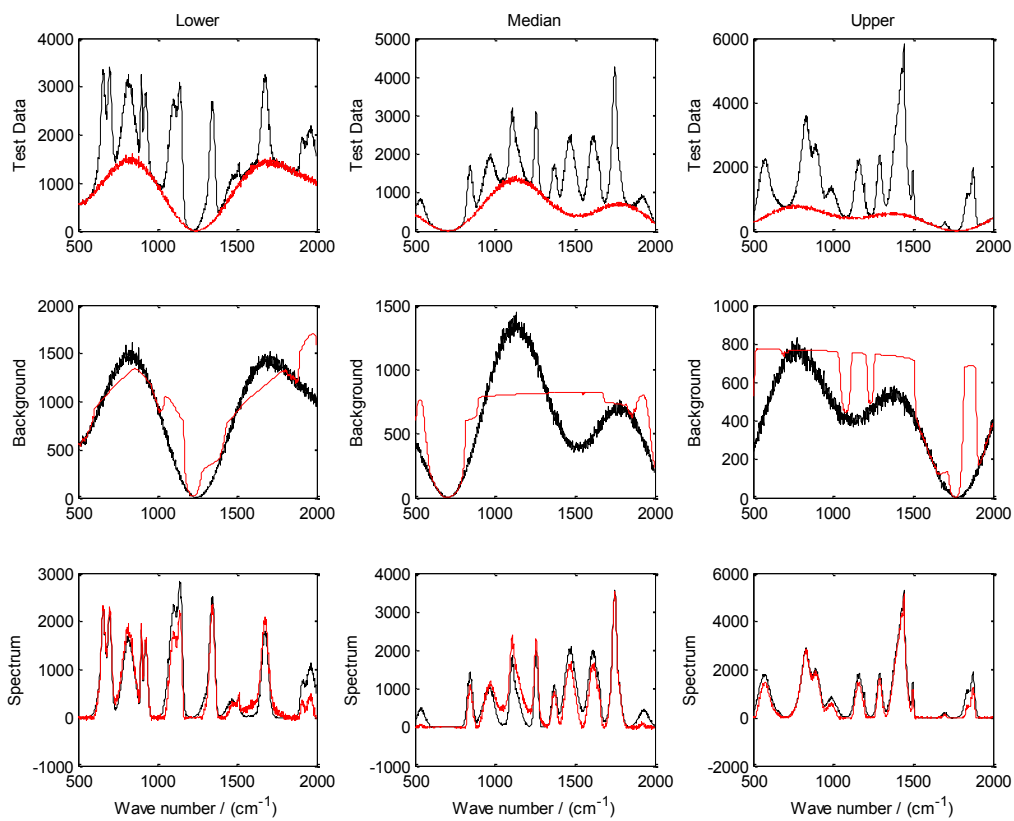 Lower Median Upper
4000 5000 6000
3000 4000 4000
2000 3000 2000
1000 2000 0
0 1000
0
Test Data Test Data Test Data
500 1000 1500 2000 500 1000 1500 2000 500 1000 1500 2000
2000 1500 1000
1500 1000 800
1000 500 600
500 0 400
0 200
0
Background Background Background
500 1000 1500 2000 500 1000 1500 2000 500 1000 1500 2000
3000 4000 6000
2000 3000 4000
1000 2000 2000
0 1000 0
-1000 0 -2000
-1000
Spectrum Spectrum Spectrum
500 1000 1500 2000 500 1000 1500 2000 500 1000 1500 2000
Wave number / (cm⁻¹) Wave number / (cm⁻¹) Wave number / (cm⁻¹)